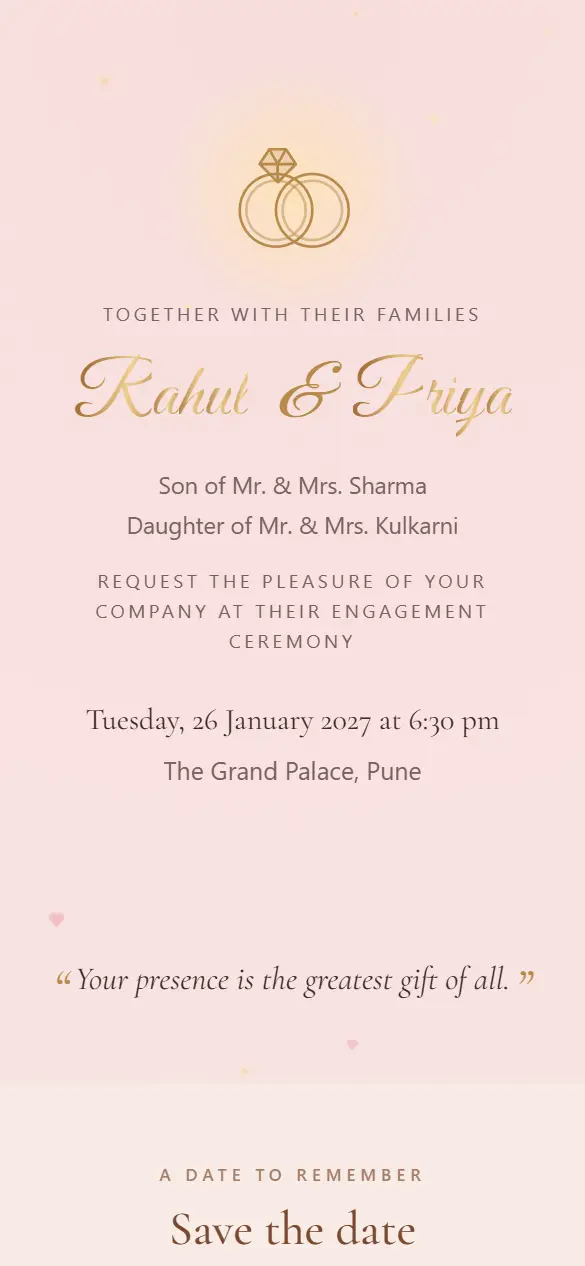 TOGETHER WITH THEIR FAMILIES
Rahul & Priya
Son of Mr. & Mrs. Sharma
Daughter of Mr. & Mrs. Kulkarni
REQUEST THE PLEASURE OF YOUR
COMPANY AT THEIR ENGAGEMENT
CEREMONY
Tuesday, 26 January 2027 at 6:30 pm
The Grand Palace, Pune
“Your presence is the greatest gift of all. ”
A DATE TO REMEMBER
Save the date